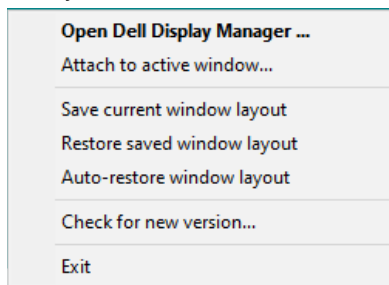 Open Dell Display Manager ...
Attach to active window...
Save current window layout
Restore saved window layout
Auto-restore window layout
Check for new version...
Exit